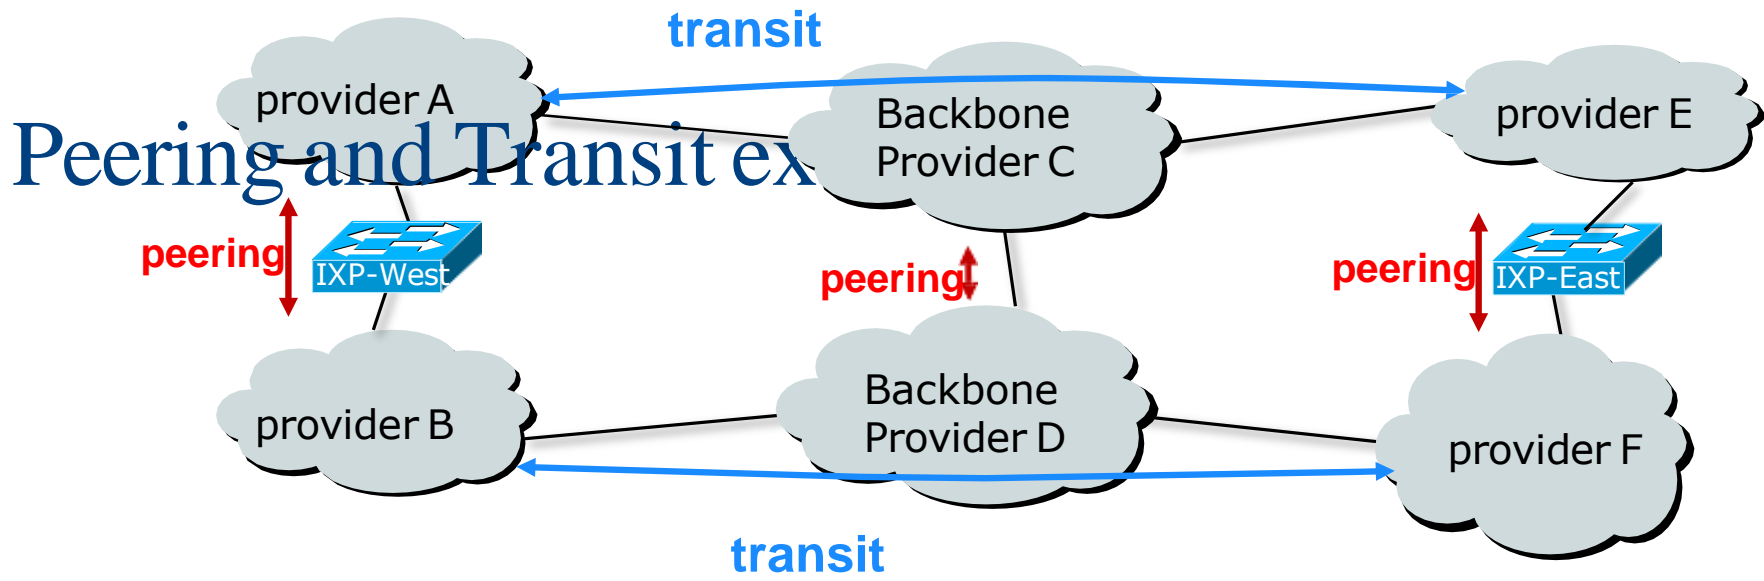 transit
provider A
Backbone
Provider C
provider E
Peering and Transit ex
peering
IXP-West
peering
peering
IXP-East
provider B
Backbone
Provider D
provider F
transit